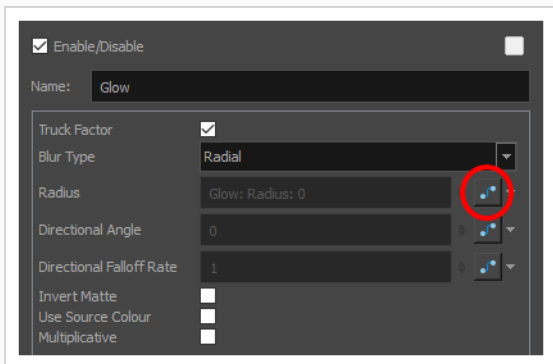 Enable/Disable
Name: Glow
Truck Factor
Blur Type Radial
Radius Glow: Radius: 0
Directional Angle 0
Directional Falloff Rate 1
Invert Matte
Use Source Colour
Multiplicative